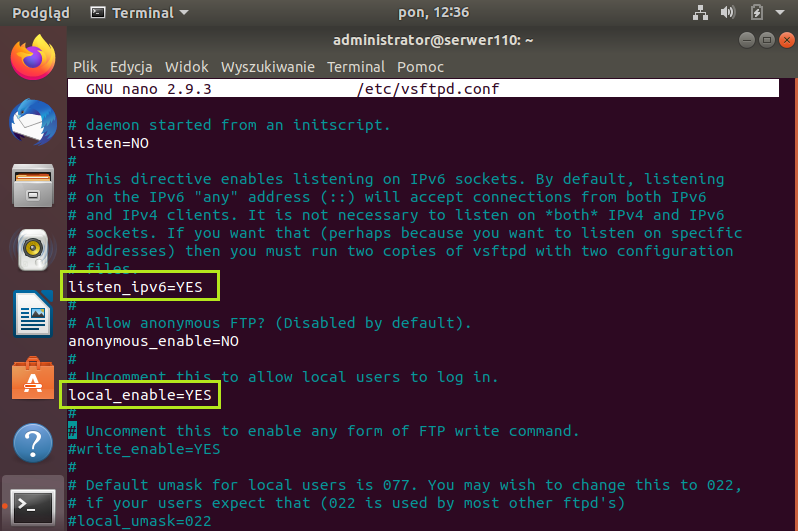 Podgląd Terminal pon, 12:36
administrator@serwer110: ~
Plik Edycja Widok Wyszukiwanie Terminal Pomoc
GNU nano 2.9.3 /etc/vsftpd.conf
# daemon started from an initscript.
listen=NO
#
# This directive enables listening on IPv6 sockets. By default, listening
# on the IPv6 "any" address (::) will accept connections from both IPv6
# and IPv4 clients. It is not necessary to listen on *both* IPv4 and IPv6
# sockets. If you want that (perhaps because you want to listen on specific
# addresses) then you must run two copies of vsftpd with two configuration
# files.
listen_ipv6=YES
#
# Allow anonymous FTP? (Disabled by default).
anonymous_enable=NO
#
# Uncomment this to allow local users to log in.
local_enable=YES
#
# Uncomment this to enable any form of FTP write command.
#write_enable=YES
#
# Default umask for local users is 077. You may wish to change this to 022,
# if your users expect that (022 is used by most other ftpd's)
#local_umask=022